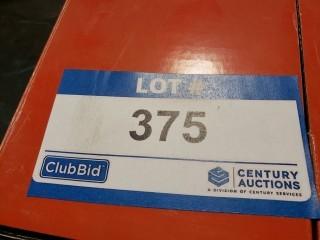 LOT #
375
ClubBid
CENTURY
AUCTIONS
A DIVISION OF CENTURY SERVICES